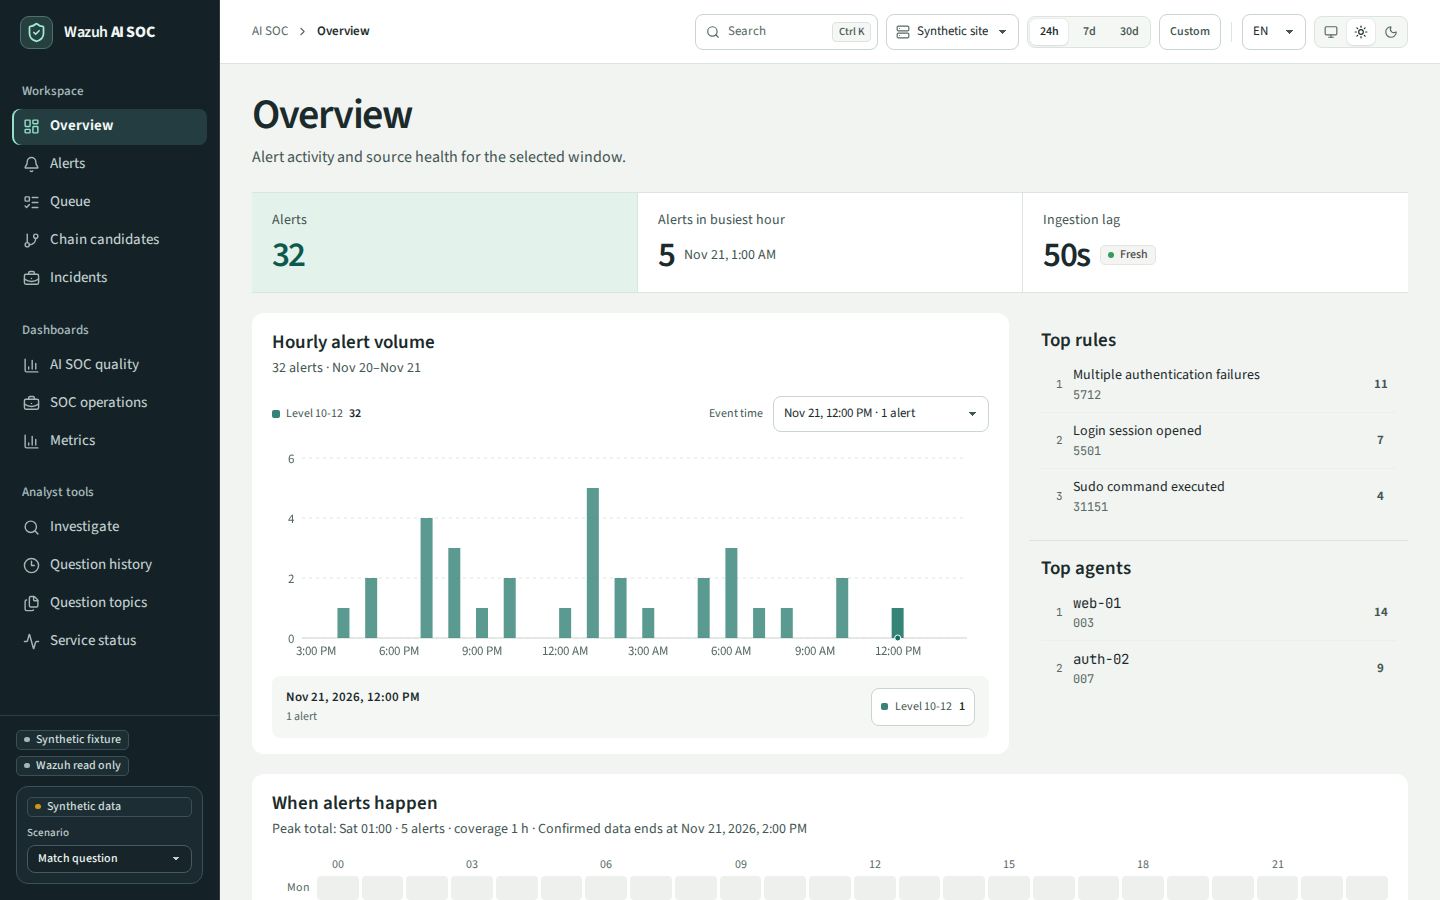 Wazuh AI SOC
Workspace
Overview
Alerts
Queue
Chain candidates
Incidents
Dashboards
AI SOC quality
SOC operations
Metrics
Analyst tools
Investigate
Question history
Question topics
Service status
Synthetic fixture
Wazuh read only
Synthetic data
Scenario
Match question
AI SOC > Overview
Search Ctrl K
Synthetic site
24h 7d 30d
Custom
EN
Overview
Alert activity and source health for the selected window.
Alerts
32
Alerts in busiest hour
5 Nov 21, 1:00 AM
Ingestion lag
50s Fresh
Hourly alert volume
32 alerts · Nov 20–Nov 21
Level 10-12 32
Event time Nov 21, 12:00 PM · 1 alert
6
4
2
0
3:00 PM 6:00 PM 9:00 PM 12:00 AM 3:00 AM 6:00 AM 9:00 AM 12:00 PM
Nov 21, 2026, 12:00 PM
1 alert
Level 10-12 1
Top rules
1 Multiple authentication failures 11
5712
2 Login session opened 7
5501
3 Sudo command executed 4
31151
Top agents
1 web-01 14
003
2 auth-02 9
007
When alerts happen
Peak total: Sat 01:00 · 5 alerts · coverage 1 h · Confirmed data ends at Nov 21, 2026, 2:00 PM
00 03 06 09 12 15 18 21
Mon